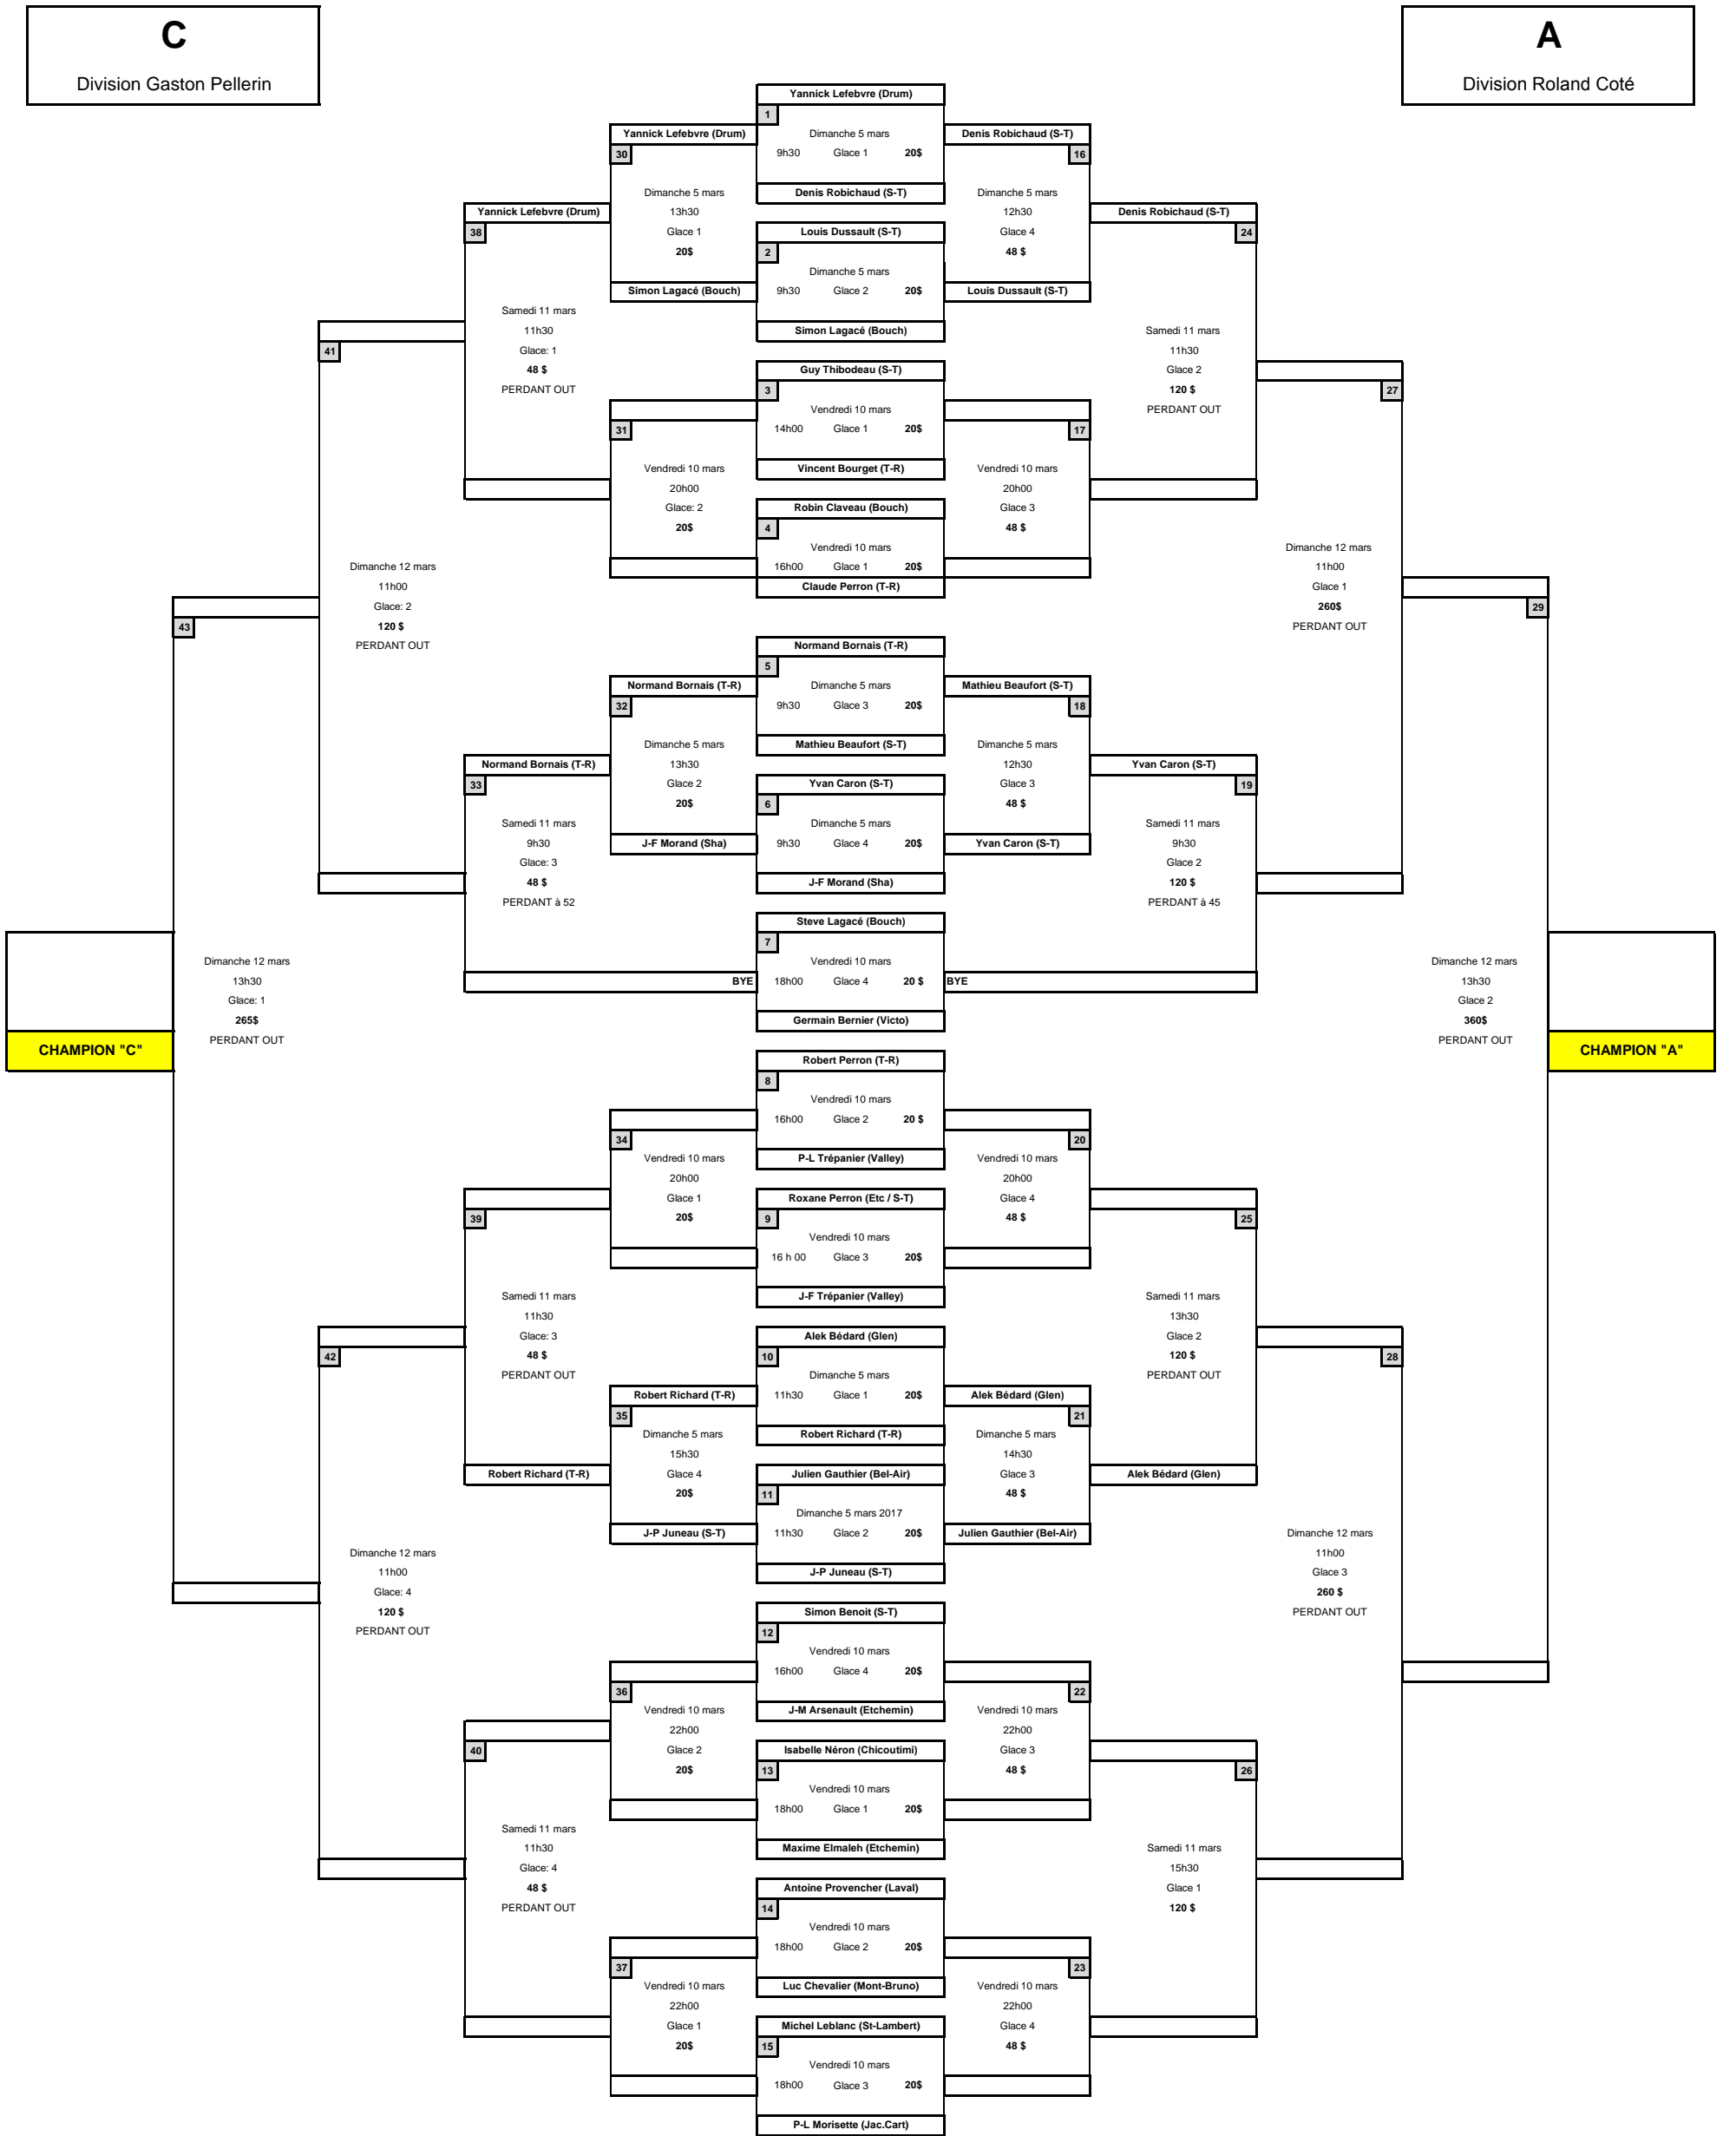 C
Division Gaston Pellerin
A
Division Roland Coté
Yannick Lefebvre (Drum)
1
Dimanche 5 mars
9h30 Glace 1 20$
Denis Robichaud (S-T)
Louis Dussault (S-T)
2
Dimanche 5 mars
9h30 Glace 2 20$
Simon Lagacé (Bouch)
Guy Thibodeau (S-T)
3
Vendredi 10 mars
14h00 Glace 1 20$
Vincent Bourget (T-R)
Robin Claveau (Bouch)
4
Vendredi 10 mars
16h00 Glace 1 20$
Claude Perron (T-R)
Normand Bornais (T-R)
5
Dimanche 5 mars
9h30 Glace 3 20$
Mathieu Beaufort (S-T)
Yvan Caron (S-T)
6
Dimanche 5 mars
9h30 Glace 4 20$
J-F Morand (Sha)
Steve Lagacé (Bouch)
7
Vendredi 10 mars
18h00 Glace 4 20 $
Germain Bernier (Victo)
Robert Perron (T-R)
8
Vendredi 10 mars
16h00 Glace 2 20 $
P-L Trépanier (Valley)
Roxane Perron (Etc / S-T)
9
Vendredi 10 mars
16 h 00 Glace 3 20$
J-F Trépanier (Valley)
Alek Bédard (Glen)
10
Dimanche 5 mars
11h30 Glace 1 20$
Robert Richard (T-R)
Julien Gauthier (Bel-Air)
11
Dimanche 5 mars 2017
11h30 Glace 2 20$
J-P Juneau (S-T)
Simon Benoit (S-T)
12
Vendredi 10 mars
16h00 Glace 4 20$
J-M Arsenault (Etchemin)
Isabelle Néron (Chicoutimi)
13
Vendredi 10 mars
18h00 Glace 1 20$
Maxime Elmaleh (Etchemin)
Antoine Provencher (Laval)
14
Vendredi 10 mars
18h00 Glace 2 20$
Luc Chevalier (Mont-Bruno)
Michel Leblanc (St-Lambert)
15
Vendredi 10 mars
18h00 Glace 3 20$
P-L Morisette (Jac.Cart)
Yannick Lefebvre (Drum)
30
Dimanche 5 mars
13h30
Glace 1
20$
Simon Lagacé (Bouch)
31
Vendredi 10 mars
20h00
Glace: 2
20$
Normand Bornais (T-R)
32
Dimanche 5 mars
13h30
Glace 2
20$
J-F Morand (Sha)
BYE
34
Vendredi 10 mars
20h00
Glace 1
20$
Robert Richard (T-R)
35
Dimanche 5 mars
15h30
Glace 4
20$
J-P Juneau (S-T)
36
Vendredi 10 mars
22h00
Glace 2
20$
37
Vendredi 10 mars
22h00
Glace 1
20$
Yannick Lefebvre (Drum)
38
Samedi 11 mars
11h30
Glace: 1
48 $
PERDANT OUT
Normand Bornais (T-R)
33
Samedi 11 mars
9h30
Glace: 3
48 $
PERDANT à 52
39
Samedi 11 mars
11h30
Glace: 3
48 $
PERDANT OUT
Robert Richard (T-R)
40
Samedi 11 mars
11h30
Glace: 4
48 $
PERDANT OUT
41
Dimanche 12 mars
11h00
Glace: 2
120 $
PERDANT OUT
42
Dimanche 12 mars
11h00
Glace: 4
120 $
PERDANT OUT
43
Dimanche 12 mars
13h30
Glace: 1
265$
PERDANT OUT
CHAMPION "C"
Denis Robichaud (S-T)
16
Dimanche 5 mars
12h30
Glace 4
48 $
Louis Dussault (S-T)
17
Vendredi 10 mars
20h00
Glace 3
48 $
Mathieu Beaufort (S-T)
18
Dimanche 5 mars
12h30
Glace 3
48 $
Yvan Caron (S-T)
BYE
20
Vendredi 10 mars
20h00
Glace 4
48 $
Alek Bédard (Glen)
21
Dimanche 5 mars
14h30
Glace 3
48 $
Julien Gauthier (Bel-Air)
22
Vendredi 10 mars
22h00
Glace 3
48 $
23
Vendredi 10 mars
22h00
Glace 4
48 $
Denis Robichaud (S-T)
24
Samedi 11 mars
11h30
Glace 2
120 $
PERDANT OUT
Yvan Caron (S-T)
19
Samedi 11 mars
9h30
Glace 2
120 $
PERDANT à 45
25
Samedi 11 mars
13h30
Glace 2
120 $
PERDANT OUT
Alek Bédard (Glen)
26
Samedi 11 mars
15h30
Glace 1
120 $
27
Dimanche 12 mars
11h00
Glace 1
260$
PERDANT OUT
28
Dimanche 12 mars
11h00
Glace 3
260 $
PERDANT OUT
29
Dimanche 12 mars
13h30
Glace 2
360$
PERDANT OUT
CHAMPION "A"